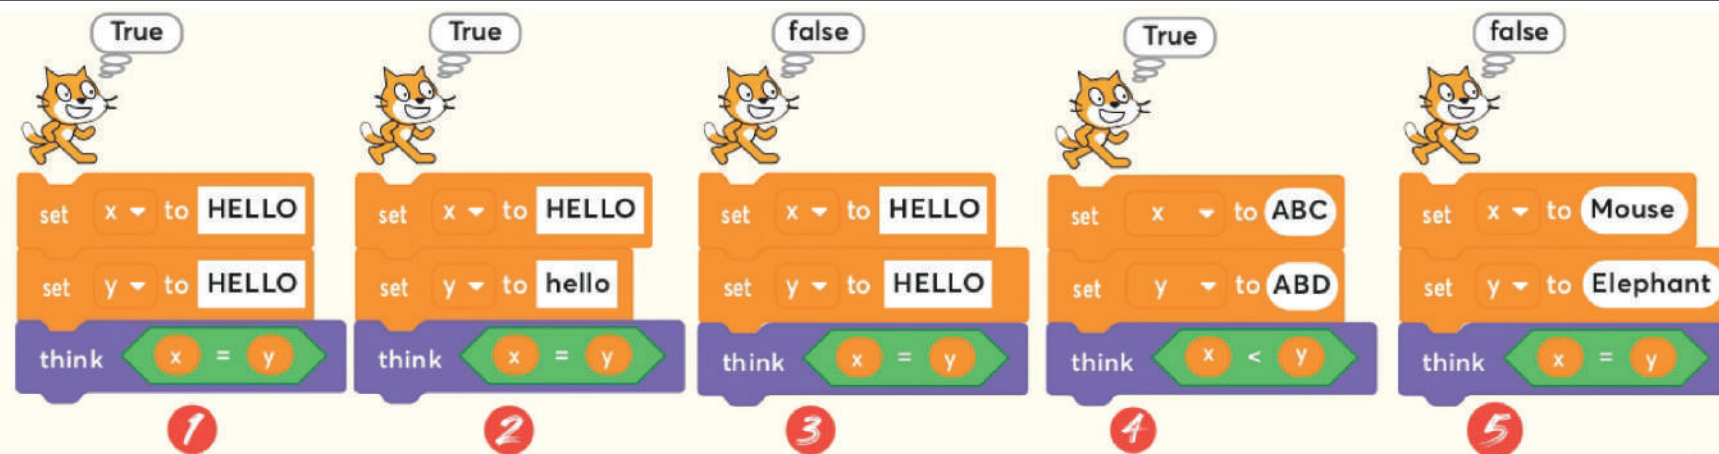 True
set x to HELLO
set y to HELLO
think x = y
1
True
set x to HELLO
set y to hello
think x = y
2
false
set x to HELLO
set y to HELLO
think x = y
3
True
set x to ABC
set y to ABD
think x < y
4
false
set x to Mouse
set y to Elephant
think x = y
5